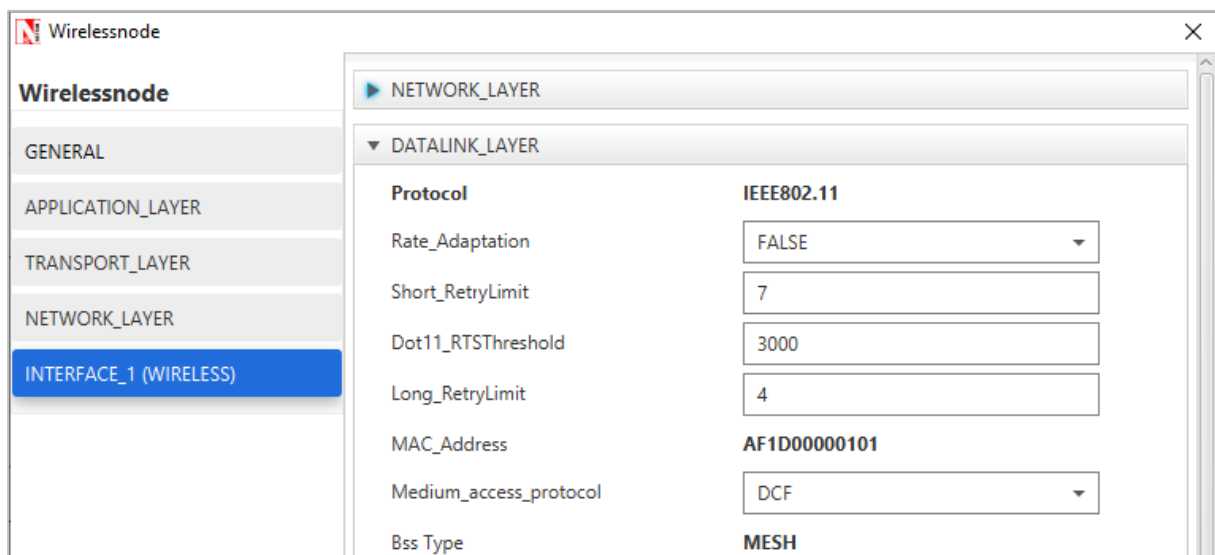 Wirelessnode
Wirelessnode
GENERAL
APPLICATION_LAYER
TRANSPORT_LAYER
NETWORK_LAYER
INTERFACE_1 (WIRELESS)
NETWORK_LAYER
DATALINK_LAYER
Protocol IEEE802.11
Rate_Adaptation FALSE
Short_RetryLimit 7
Dot11_RTSThreshold 3000
Long_RetryLimit 4
MAC_Address AF1D00000101
Medium_access_protocol DCF
Bss Type MESH